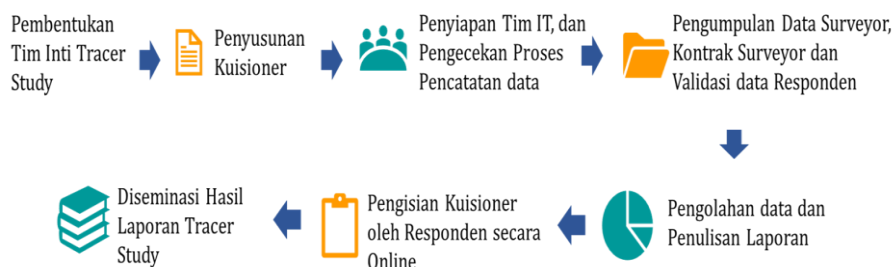 Pembentukan
Tim Inti Tracer
Study
Penyusunan
Kuisioner
Penyiapan Tim IT, dan
Pengecekan Proses
Pencatatan data
Pengumpulan Data Surveyor,
Kontrak Surveyor dan
Validasi data Responden
Pengolahan data dan
Penulisan Laporan
Pengisian Kuisioner
oleh Responden secara
Online
Diseminasi Hasil
Laporan Tracer
Study